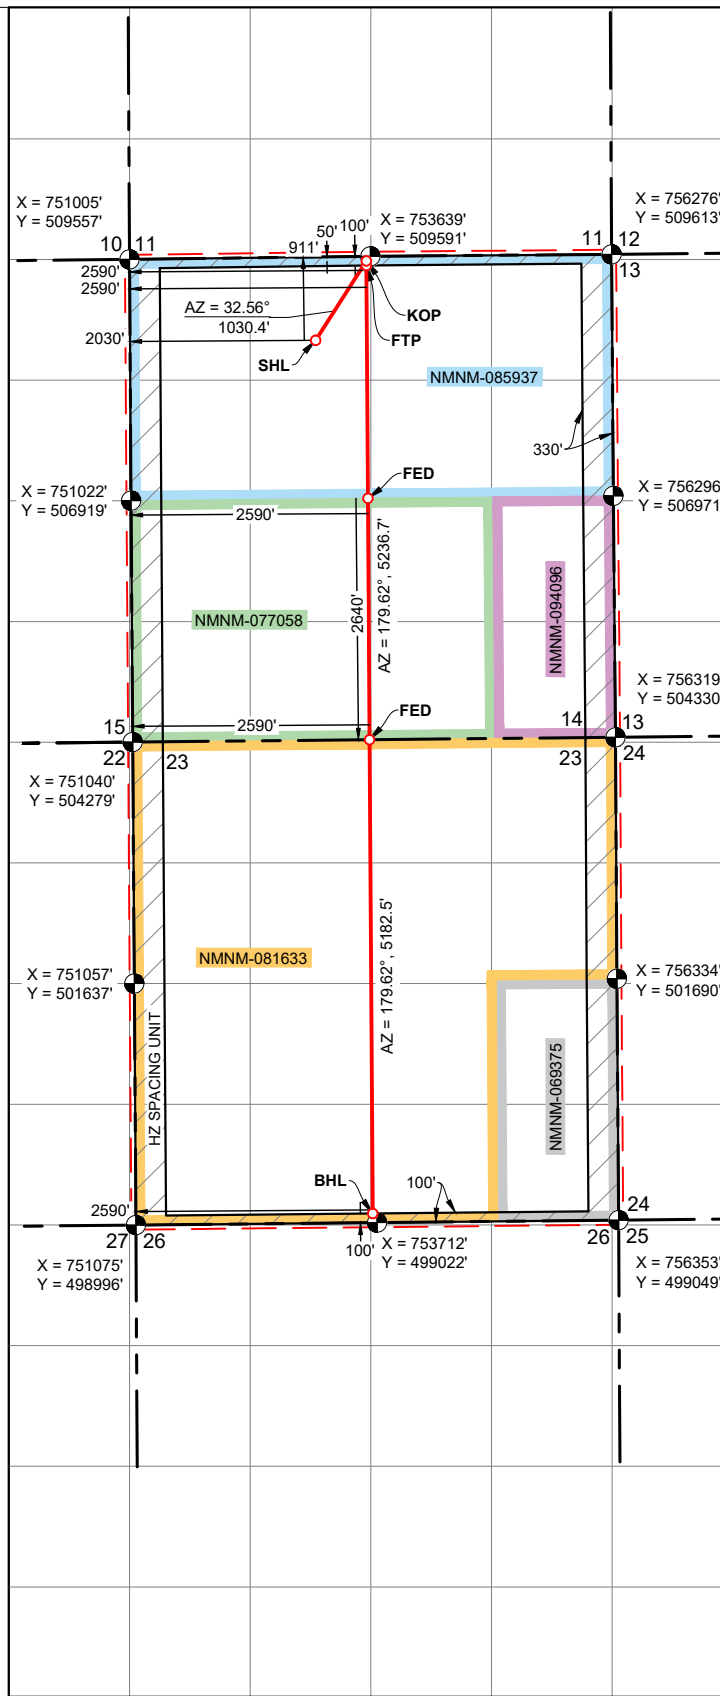 X = 751005'
Y = 509557'
X = 753639'
Y = 509591'
X = 756276'
Y = 509613'
10 11
11 12
13
50'
100'
911'
2590'
2590'
AZ = 32.56°
1030.4'
2030'
KOP
FTP
SHL
NMNM-085937
330'
FED
X = 751022'
Y = 506919'
X = 756296'
Y = 506971'
2590'
2640'
AZ = 179.62°, 5236.7'
NMNM-077058
NMNM-094096
X = 756319'
Y = 504330'
2590'
FED
15
14 13
22 23
23 24
X = 751040'
Y = 504279'
AZ = 179.62°, 5182.5'
NMNM-081633
X = 751057'
Y = 501637'
X = 756334'
Y = 501690'
HZ SPACING UNIT
NMNM-069375
BHL
100'
2590'
100'
24
27 26
26 25
X = 751075'
Y = 498996'
X = 753712'
Y = 499022'
X = 756353'
Y = 499049'